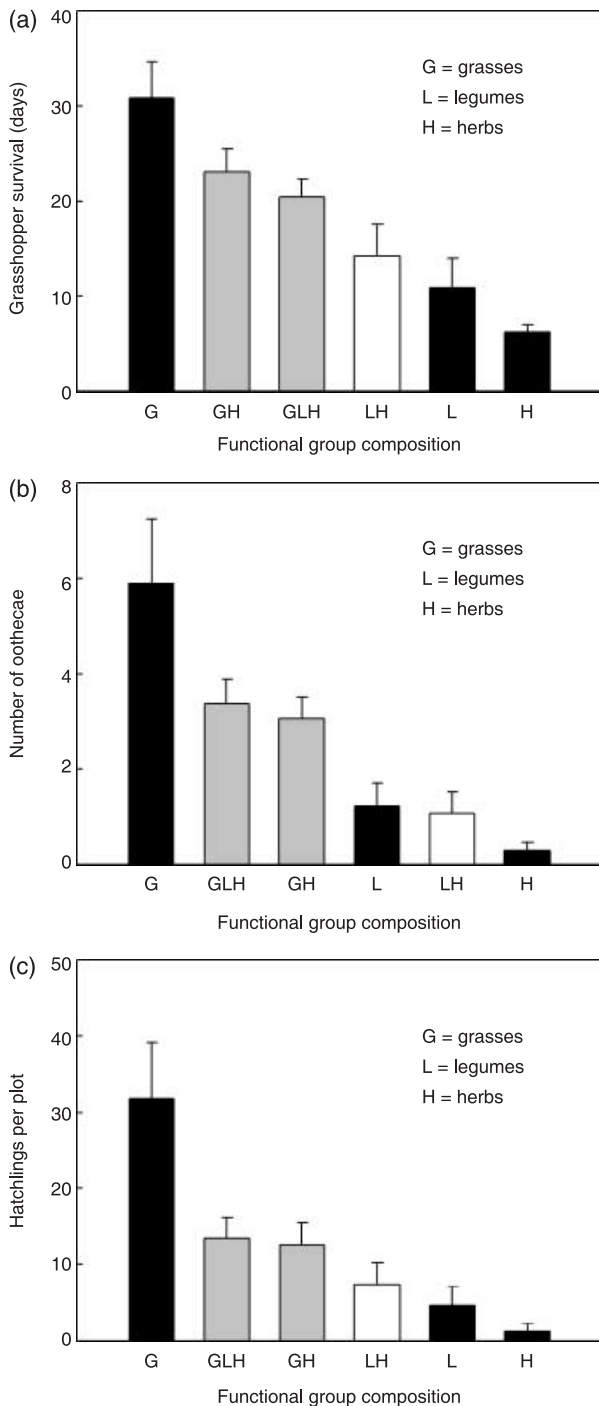 (a)
40
30
20
10
0
Grasshopper survival (days)
G = grasses
L = legumes
H = herbs
G GH GLH LH L H
Functional group composition
(b)
8
6
4
2
0
Number of oothecae
G = grasses
L = legumes
H = herbs
G GLH GH L LH H
Functional group composition
(c)
50
40
30
20
10
0
Hatchlings per plot
G = grasses
L = legumes
H = herbs
G GLH GH LH L H
Functional group composition